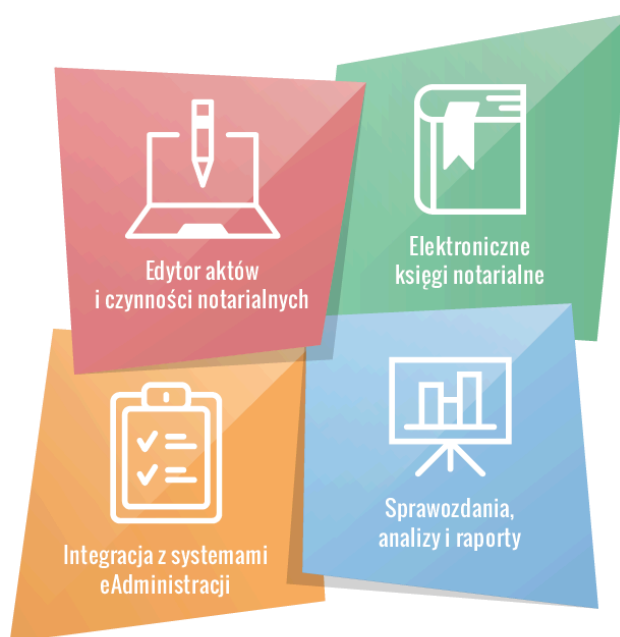 Edytor aktów
i czynności notarialnych
Elektroniczne
księgi notarialne
Integracja z systemami
eAdministracji
Sprawozdania,
analizy i raporty